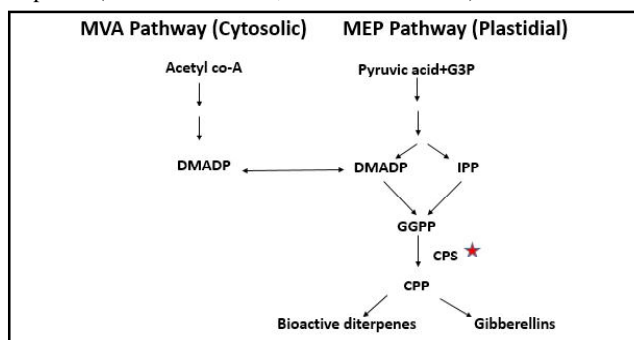 MVA Pathway (Cytosolic) MEP Pathway (Plastidial)
Acetyl co-A Pyruvic acid+G3P
DMADP DMADP IPP
GGPP
CPS
CPP
Bioactive diterpenes Gibberellins